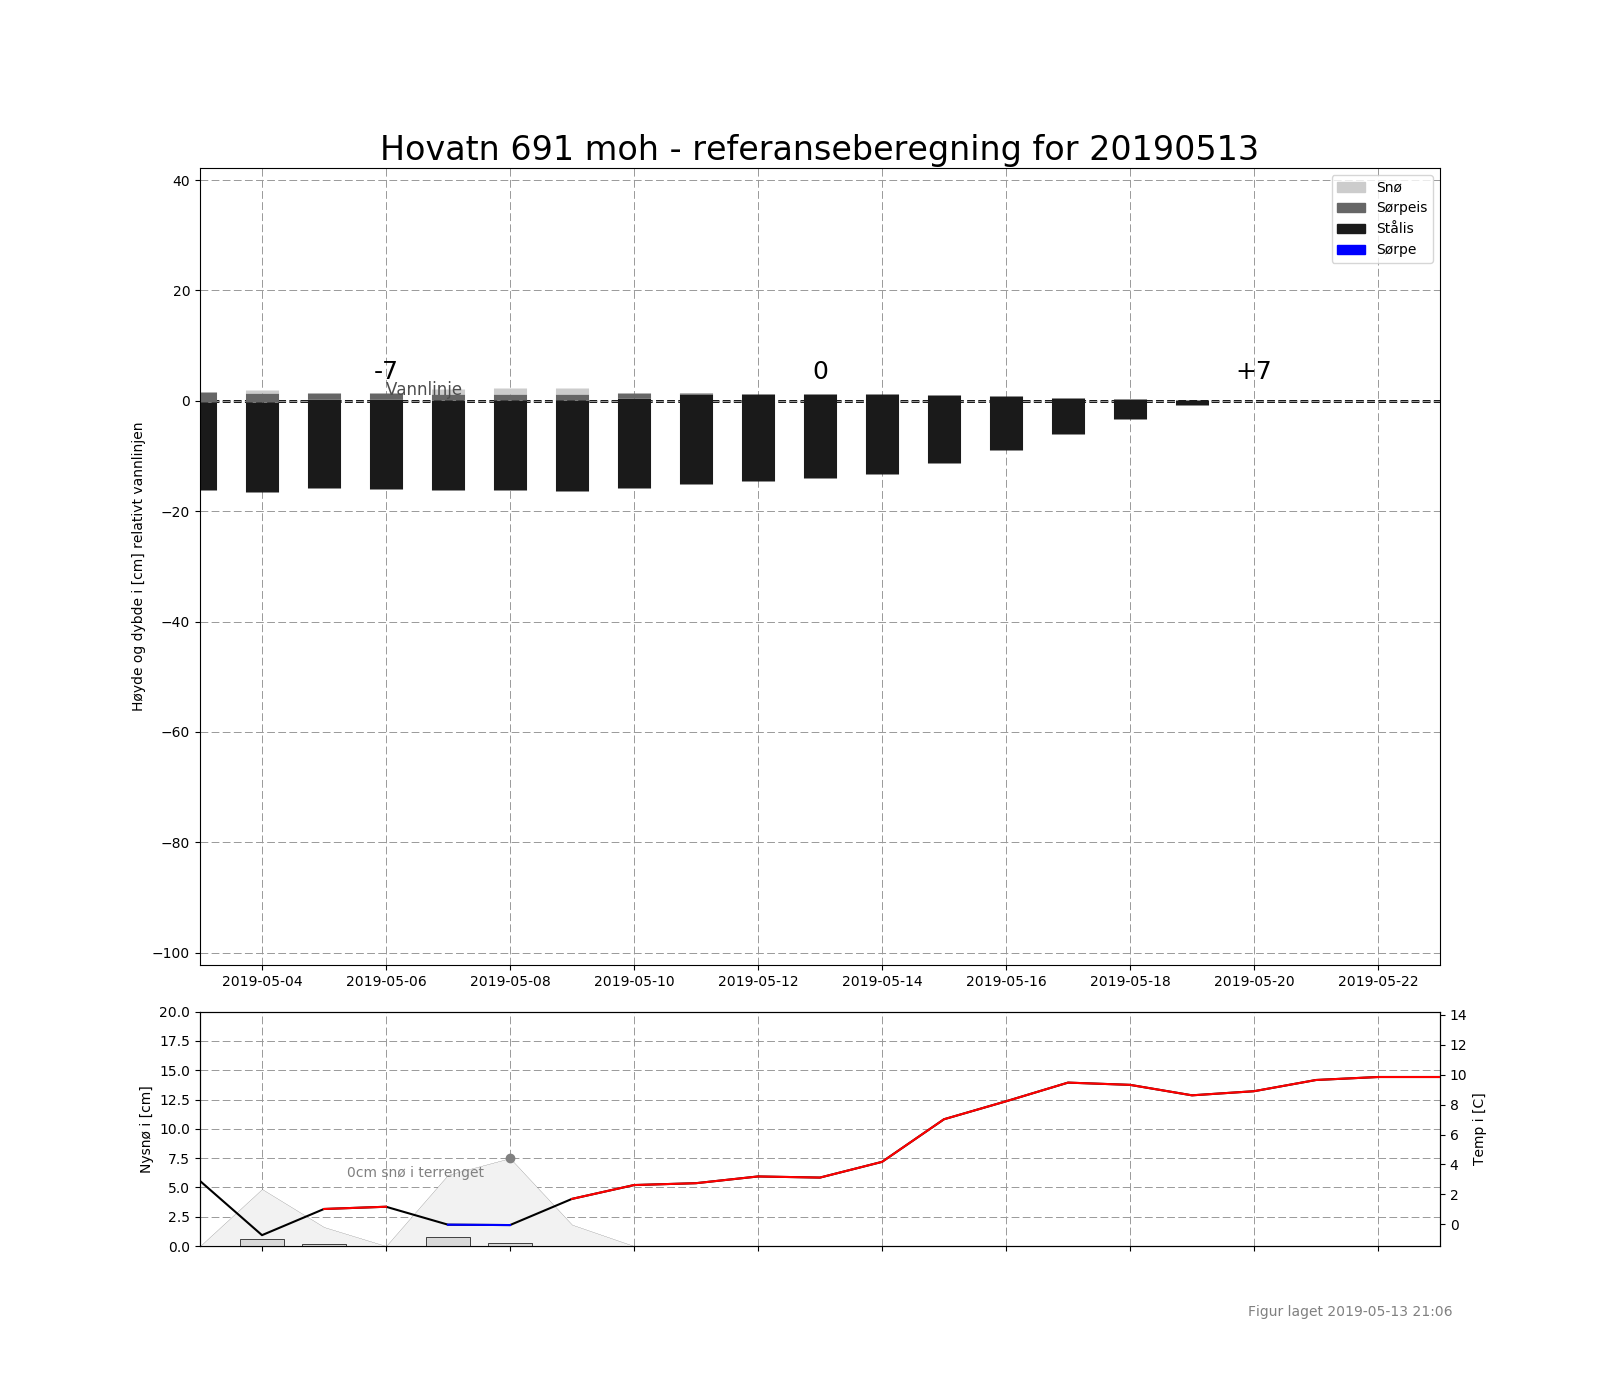 Hovatn 691 moh - referanseberegning for 20190513
Snø
Sørpeis
Stålis
Sørpe
40
20
0
−20
−40
−60
−80
−100
Høyde og dybde i [cm] relativt vannlinjen
-7
0
+7
Vannlinje
2019-05-04 2019-05-06 2019-05-08 2019-05-10 2019-05-12 2019-05-14 2019-05-16 2019-05-18 2019-05-20 2019-05-22
20.0
17.5
15.0
12.5
10.0
7.5
5.0
2.5
0.0
Nysnø i [cm]
0cm snø i terrenget
14
12
10
8
6
4
2
0
Temp i [C]
Figur laget 2019-05-13 21:06